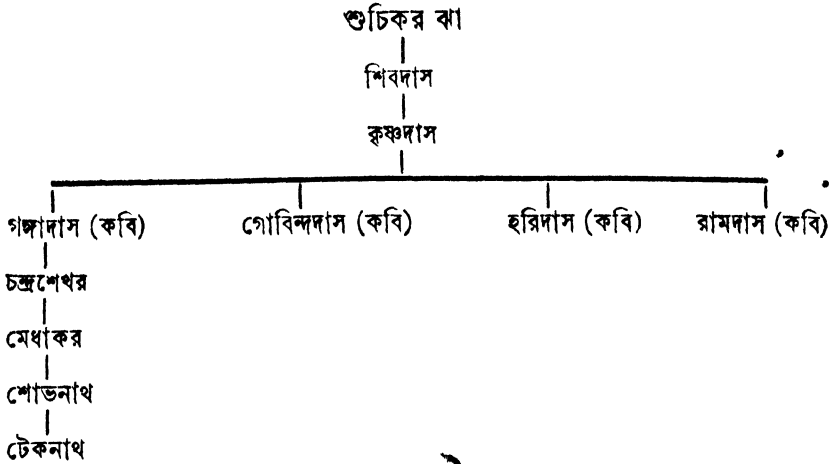 শুচিকর ঝা
শিবদাস
কৃষ্ণদাস
গঙ্গাদাস (কবি) গোবিন্দদাস (কবি) হরিদাস (কবি) রামদাস (কবি)
চন্দ্রশেখর
মেধাকর
শোভনাথ
টেকনাথ